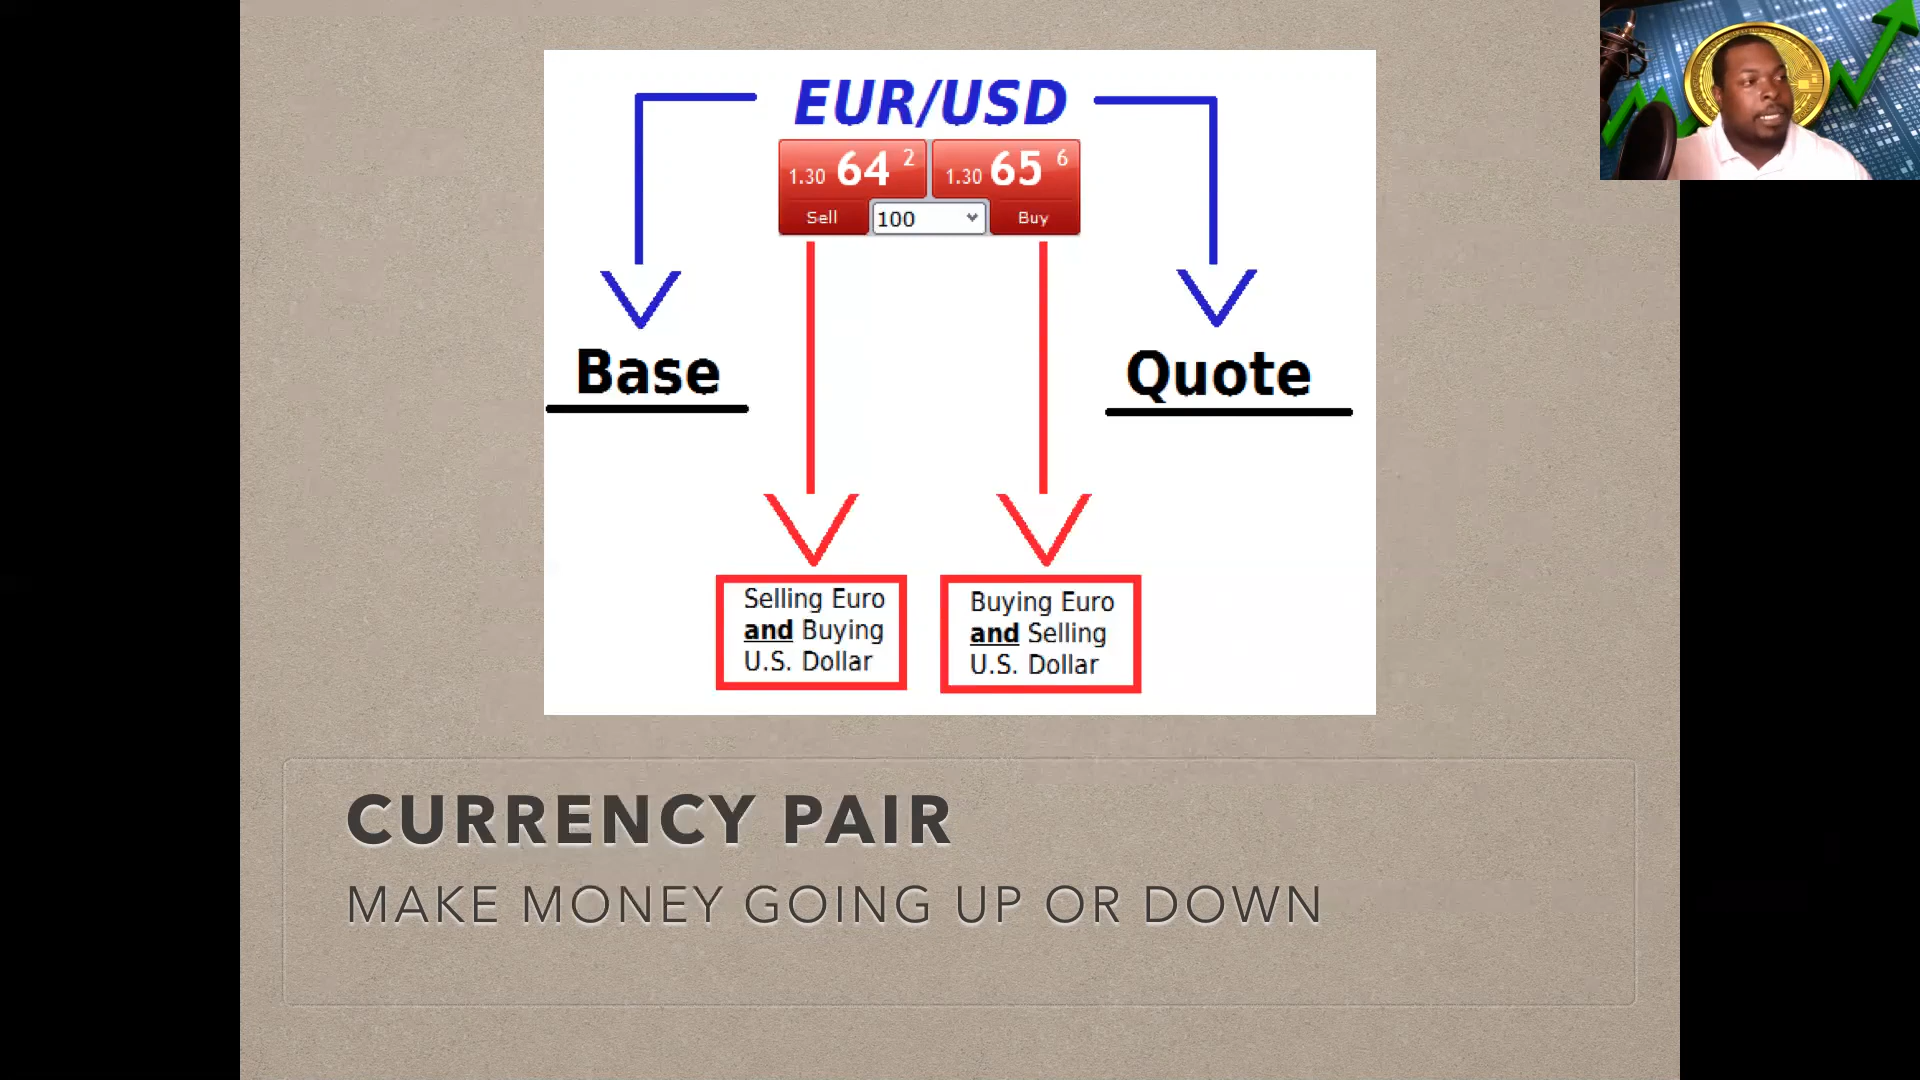 EUR/USD
1.30 64 2 1.30 65 6
Sell 100 Buy
Base Quote
Selling Euro
and Buying
U.S. Dollar
Buying Euro
and Selling
U.S. Dollar
CURRENCY PAIR
MAKE MONEY GOING UP OR DOWN